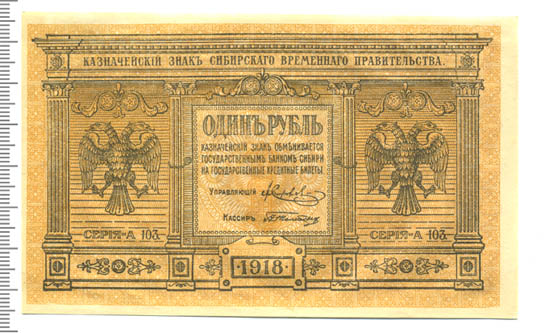 КАЗНАЧЕЙСКІЙ ЗНАКЪ СИБИРСКАГО ВРЕМЕННАГО ПРАВИТЕЛЬСТВА.
ОДИНЪ РУБЛЬ
КАЗНАЧЕЙСКІЙ ЗНАКЪ ОБМѢНИВАЕТСЯ
ГОСУДАРСТВЕННЫМЪ БАНКОМЪ СИБИРИ
НА ГОСУДАРСТВЕННЫЕ КРЕДИТНЫЕ БИЛЕТЫ.
УПРАВЛЯЮЩІЙ
КАССИРЪ
СЕРІЯ-А 103.
СЕРІЯ-А 103.
·1918·